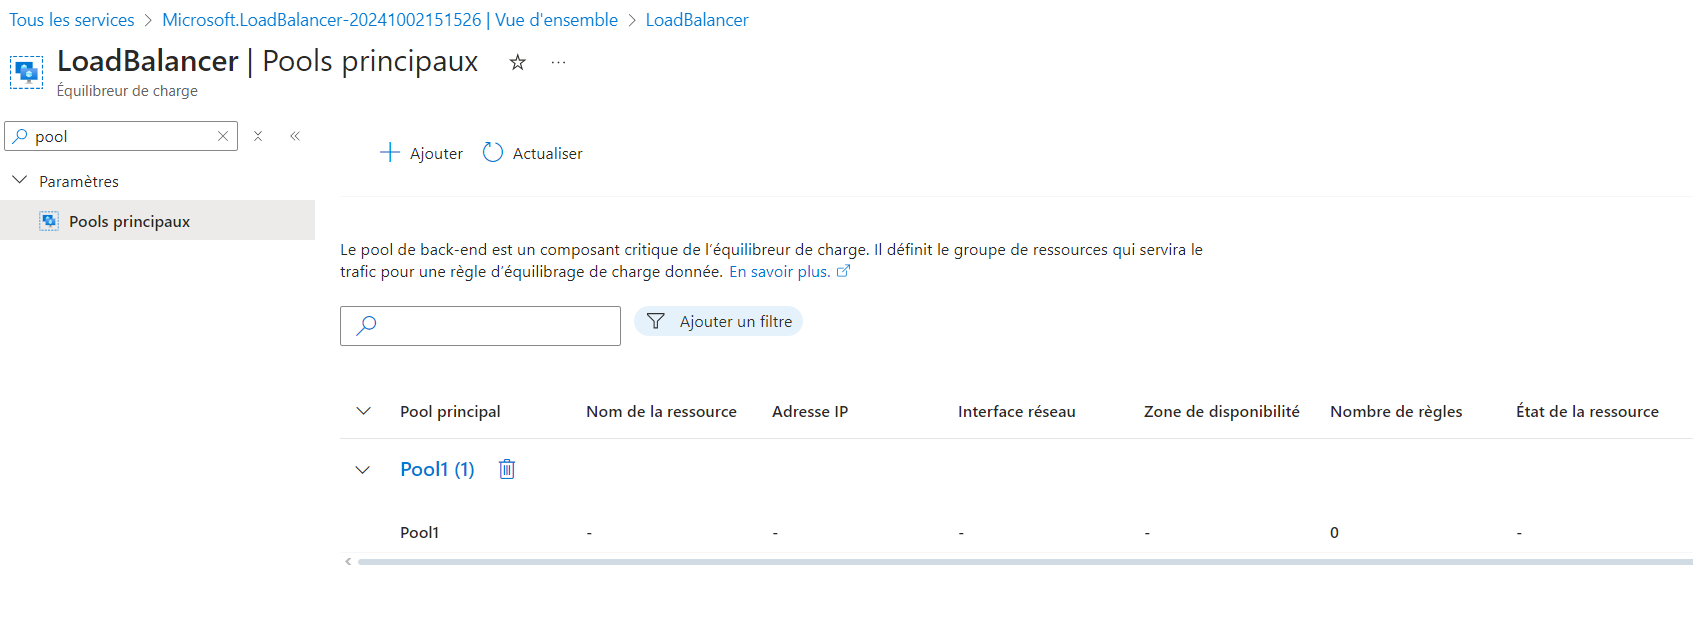 Tous les services > Microsoft.LoadBalancer-20241002151526 | Vue d'ensemble > LoadBalancer
LoadBalancer | Pools principaux
Équilibreur de charge
pool
Ajouter Actualiser
Paramètres
Pools principaux
Le pool de back-end est un composant critique de l’équilibreur de charge. Il définit le groupe de ressources qui servira le
trafic pour une règle d’équilibrage de charge donnée. En savoir plus.
Ajouter un filtre
Pool principal Nom de la ressource Adresse IP Interface réseau Zone de disponibilité Nombre de règles État de la ressource
Pool1 (1)
Pool1 - - - - 0 -